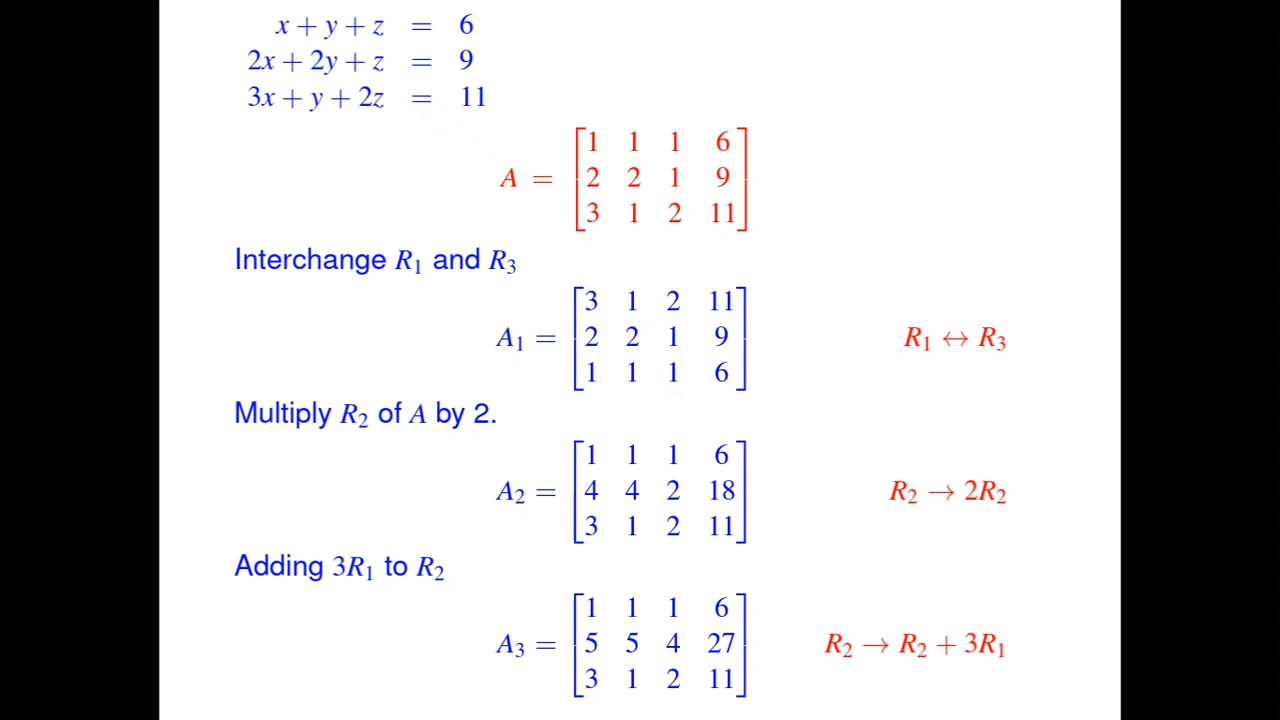 x + y + z = 6
2x + 2y + z = 9
3x + y + 2z = 11
A = [1 1 1 6
2 2 1 9
3 1 2 11]
Interchange R₁ and R₃
A₁ = [3 1 2 11
2 2 1 9
1 1 1 6] R₁ ↔ R₃
Multiply R₂ of A by 2.
A₂ = [1 1 1 6
4 4 2 18
3 1 2 11] R₂ → 2R₂
Adding 3R₁ to R₂
A₃ = [1 1 1 6
5 5 4 27
3 1 2 11] R₂ → R₂ + 3R₁